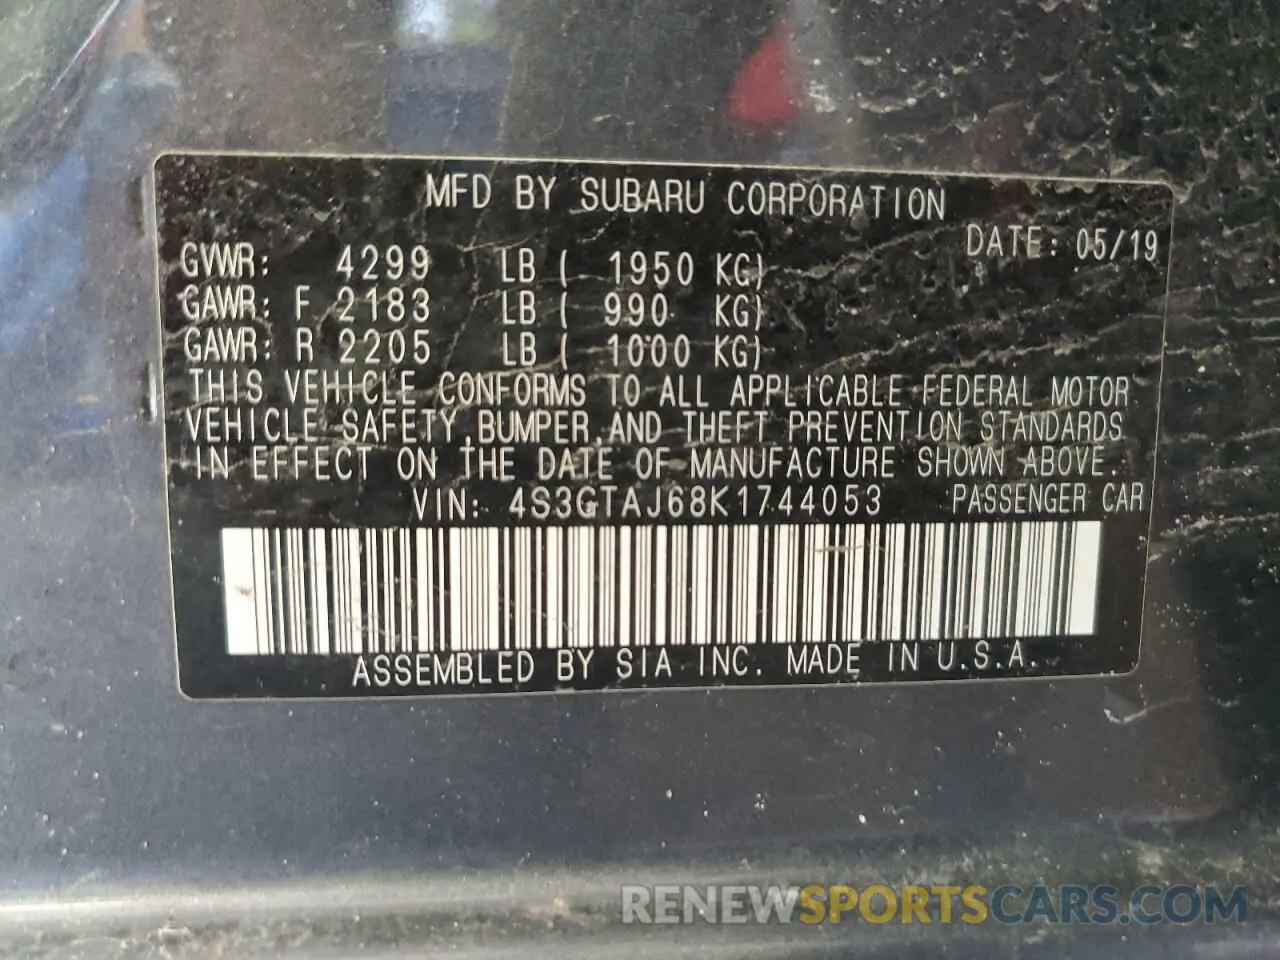 MFD BY SUBARU CORPORATION
DATE: 05/19
GVWR: 4299 LB ( 1950 KG)
GAWR: F 2183 LB ( 990 KG)
GAWR: R 2205 LB ( 1000 KG)
THIS VEHICLE CONFORMS TO ALL APPLICABLE FEDERAL MOTOR
VEHICLE SAFETY, BUMPER, AND THEFT PREVENTION STANDARDS
IN EFFECT ON THE DATE OF MANUFACTURE SHOWN ABOVE.
VIN: 4S3GTAJ68K1744053 PASSENGER CAR
ASSEMBLED BY SIA INC. MADE IN U.S.A.
RENEWSPORTSCARS.COM